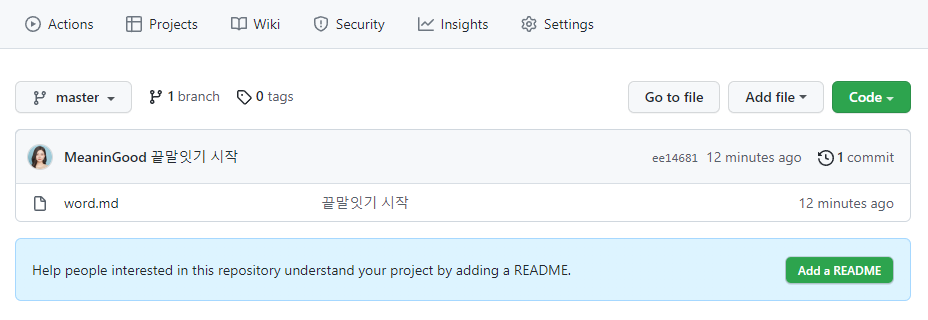 Actions Projects Wiki Security Insights Settings
master 1 branch 0 tags Go to file Add file Code
MeaninGood 끝말잇기 시작 ee14681 12 minutes ago 1 commit
word.md 끝말잇기 시작 12 minutes ago
Help people interested in this repository understand your project by adding a README. Add a README